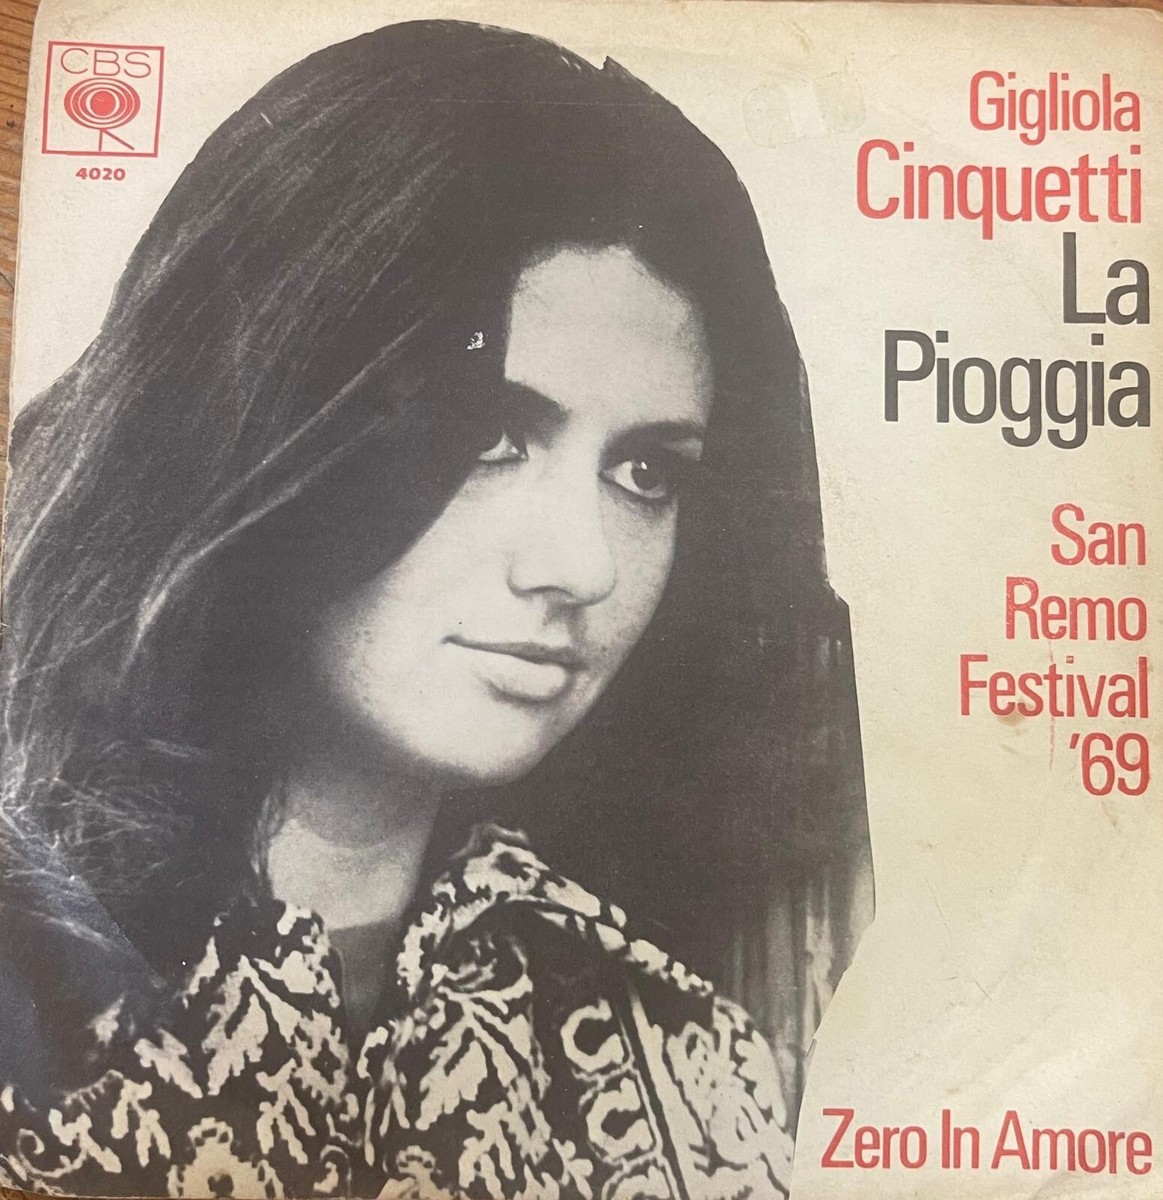 CBS
4020
Gigliola
Cinquetti
La
Pioggia
San
Remo
Festival
'69
Zero In Amore